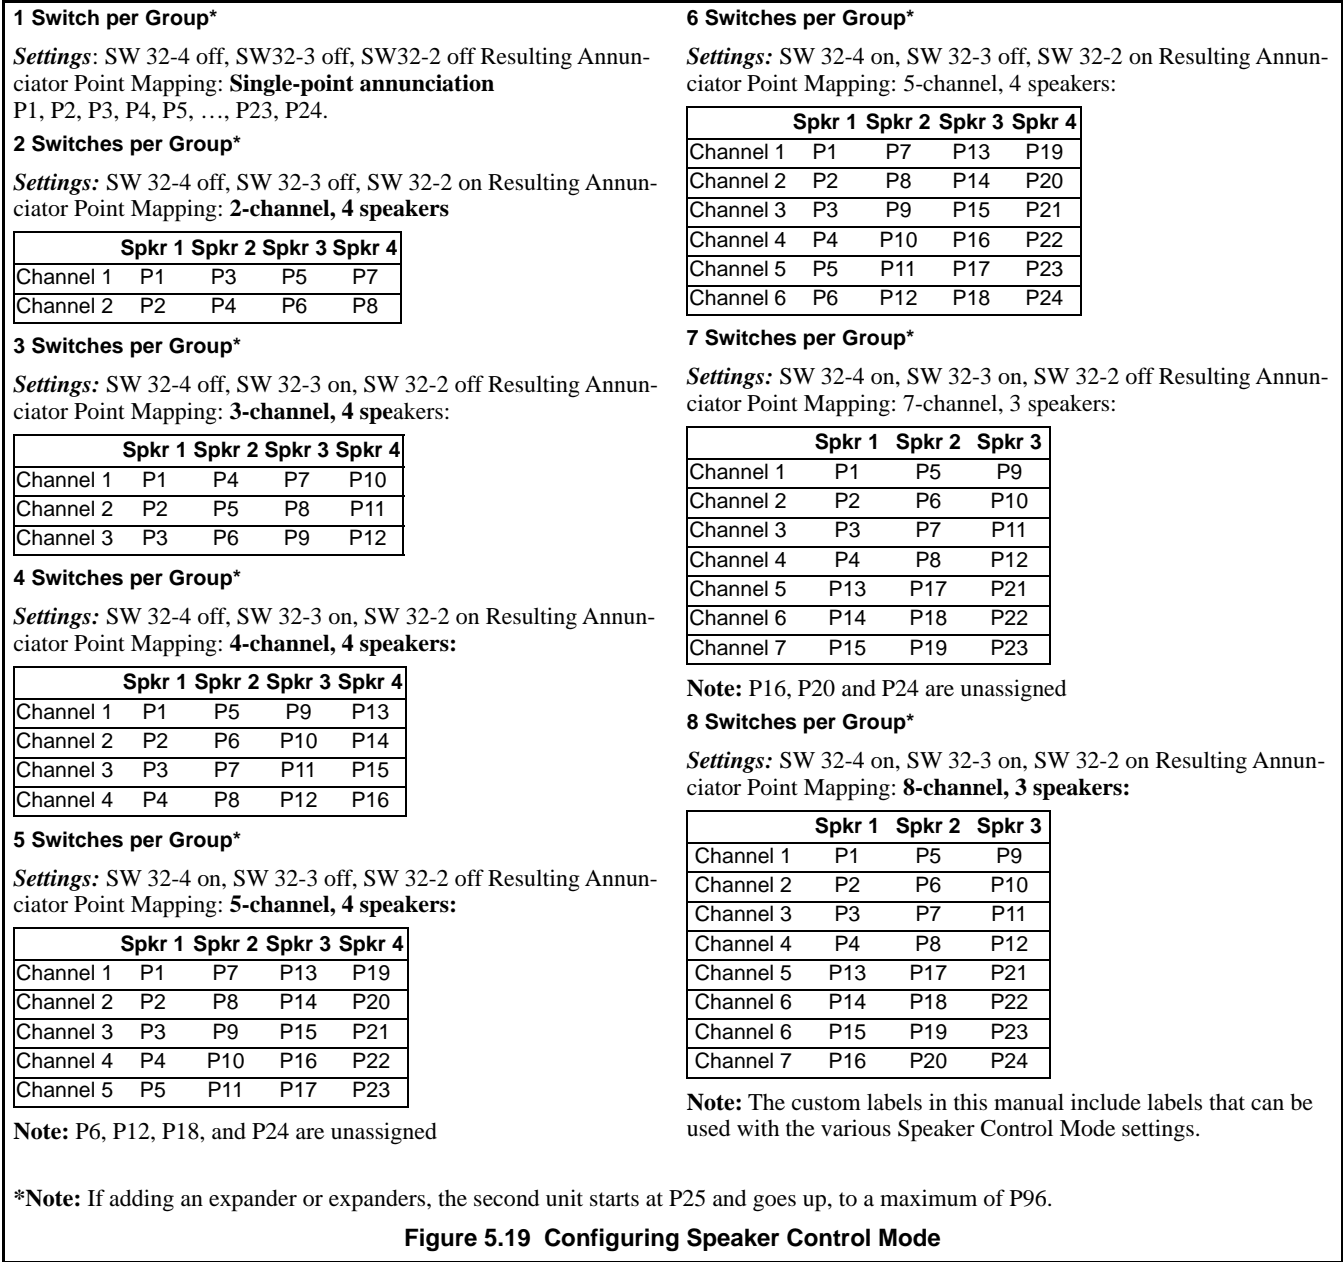 1 Switch per Group*
Settings: SW 32-4 off, SW32-3 off, SW32-2 off Resulting Annun-
ciator Point Mapping: Single-point annunciation
P1, P2, P3, P4, P5, …, P23, P24.
2 Switches per Group*
Settings: SW 32-4 off, SW 32-3 off, SW 32-2 on Resulting Annun-
ciator Point Mapping: 2-channel, 4 speakers
Spkr 1 Spkr 2 Spkr 3 Spkr 4
Channel 1 P1 P3 P5 P7
Channel 2 P2 P4 P6 P8
3 Switches per Group*
Settings: SW 32-4 off, SW 32-3 on, SW 32-2 off Resulting Annun-
ciator Point Mapping: 3-channel, 4 speakers:
Spkr 1 Spkr 2 Spkr 3 Spkr 4
Channel 1 P1 P4 P7 P10
Channel 2 P2 P5 P8 P11
Channel 3 P3 P6 P9 P12
4 Switches per Group*
Settings: SW 32-4 off, SW 32-3 on, SW 32-2 on Resulting Annun-
ciator Point Mapping: 4-channel, 4 speakers:
Spkr 1 Spkr 2 Spkr 3 Spkr 4
Channel 1 P1 P5 P9 P13
Channel 2 P2 P6 P10 P14
Channel 3 P3 P7 P11 P15
Channel 4 P4 P8 P12 P16
5 Switches per Group*
Settings: SW 32-4 on, SW 32-3 off, SW 32-2 off Resulting Annun-
ciator Point Mapping: 5-channel, 4 speakers:
Spkr 1 Spkr 2 Spkr 3 Spkr 4
Channel 1 P1 P7 P13 P19
Channel 2 P2 P8 P14 P20
Channel 3 P3 P9 P15 P21
Channel 4 P4 P10 P16 P22
Channel 5 P5 P11 P17 P23
Note: P6, P12, P18, and P24 are unassigned
6 Switches per Group*
Settings: SW 32-4 on, SW 32-3 off, SW 32-2 on Resulting Annun-
ciator Point Mapping: 5-channel, 4 speakers:
Spkr 1 Spkr 2 Spkr 3 Spkr 4
Channel 1 P1 P7 P13 P19
Channel 2 P2 P8 P14 P20
Channel 3 P3 P9 P15 P21
Channel 4 P4 P10 P16 P22
Channel 5 P5 P11 P17 P23
Channel 6 P6 P12 P18 P24
7 Switches per Group*
Settings: SW 32-4 on, SW 32-3 on, SW 32-2 off Resulting Annun-
ciator Point Mapping: 7-channel, 3 speakers:
Spkr 1 Spkr 2 Spkr 3
Channel 1 P1 P5 P9
Channel 2 P2 P6 P10
Channel 3 P3 P7 P11
Channel 4 P4 P8 P12
Channel 5 P13 P17 P21
Channel 6 P14 P18 P22
Channel 7 P15 P19 P23
Note: P16, P20 and P24 are unassigned
8 Switches per Group*
Settings: SW 32-4 on, SW 32-3 on, SW 32-2 on Resulting Annun-
ciator Point Mapping: 8-channel, 3 speakers:
Spkr 1 Spkr 2 Spkr 3
Channel 1 P1 P5 P9
Channel 2 P2 P6 P10
Channel 3 P3 P7 P11
Channel 4 P4 P8 P12
Channel 5 P13 P17 P21
Channel 6 P14 P18 P22
Channel 6 P15 P19 P23
Channel 7 P16 P20 P24
Note: The custom labels in this manual include labels that can be
used with the various Speaker Control Mode settings.
*Note: If adding an expander or expanders, the second unit starts at P25 and goes up, to a maximum of P96.
Figure 5.19 Configuring Speaker Control Mode